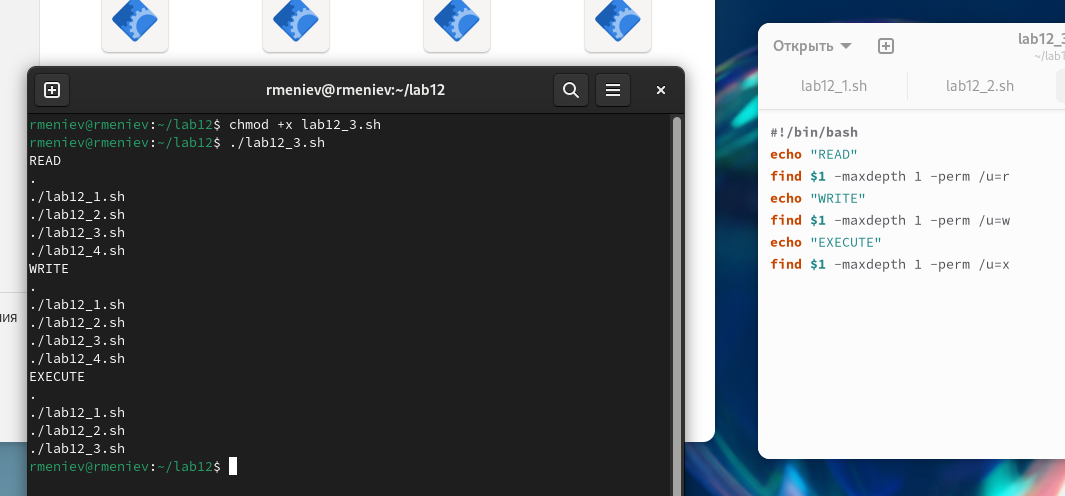 rmeniev@rmeniev:~/lab12
rmeniev@rmeniev:~/lab12$ chmod +x lab12_3.sh
rmeniev@rmeniev:~/lab12$ ./lab12_3.sh
READ
.
./lab12_1.sh
./lab12_2.sh
./lab12_3.sh
./lab12_4.sh
WRITE
.
./lab12_1.sh
./lab12_2.sh
./lab12_3.sh
./lab12_4.sh
EXECUTE
.
./lab12_1.sh
./lab12_2.sh
./lab12_3.sh
rmeniev@rmeniev:~/lab12$
ния
Открыть
lab12_3
~/lab1
lab12_1.sh
lab12_2.sh
#!/bin/bash
echo "READ"
find $1 -maxdepth 1 -perm /u=r
echo "WRITE"
find $1 -maxdepth 1 -perm /u=w
echo "EXECUTE"
find $1 -maxdepth 1 -perm /u=x